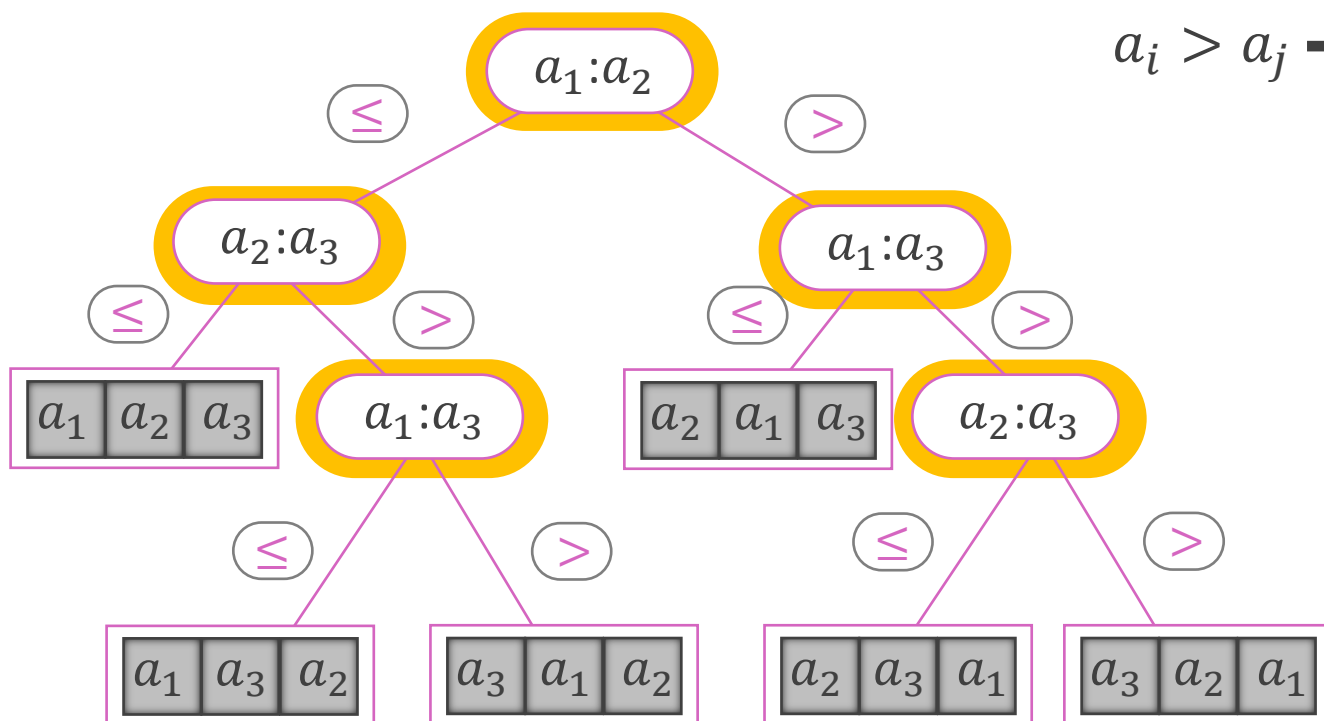 a₁:a₂
aᵢ > aⱼ
≤ >
a₂:a₃ a₁:a₃
≤ > ≤ >
a₁ a₂ a₃ a₁:a₃ a₂ a₁ a₃ a₂:a₃
≤ > ≤ >
a₁ a₃ a₂ a₃ a₁ a₂ a₂ a₃ a₁ a₃ a₂ a₁